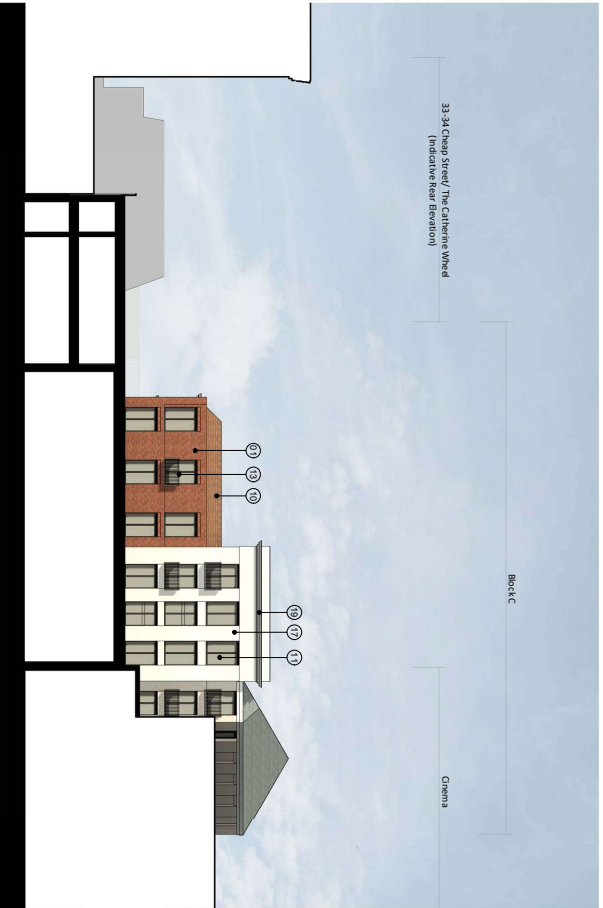 33-34 Cheap Street/ The Catherine Wheel
(Indicative Rear Elevation)
Block C
Cinema
01
13
10
19
17
11